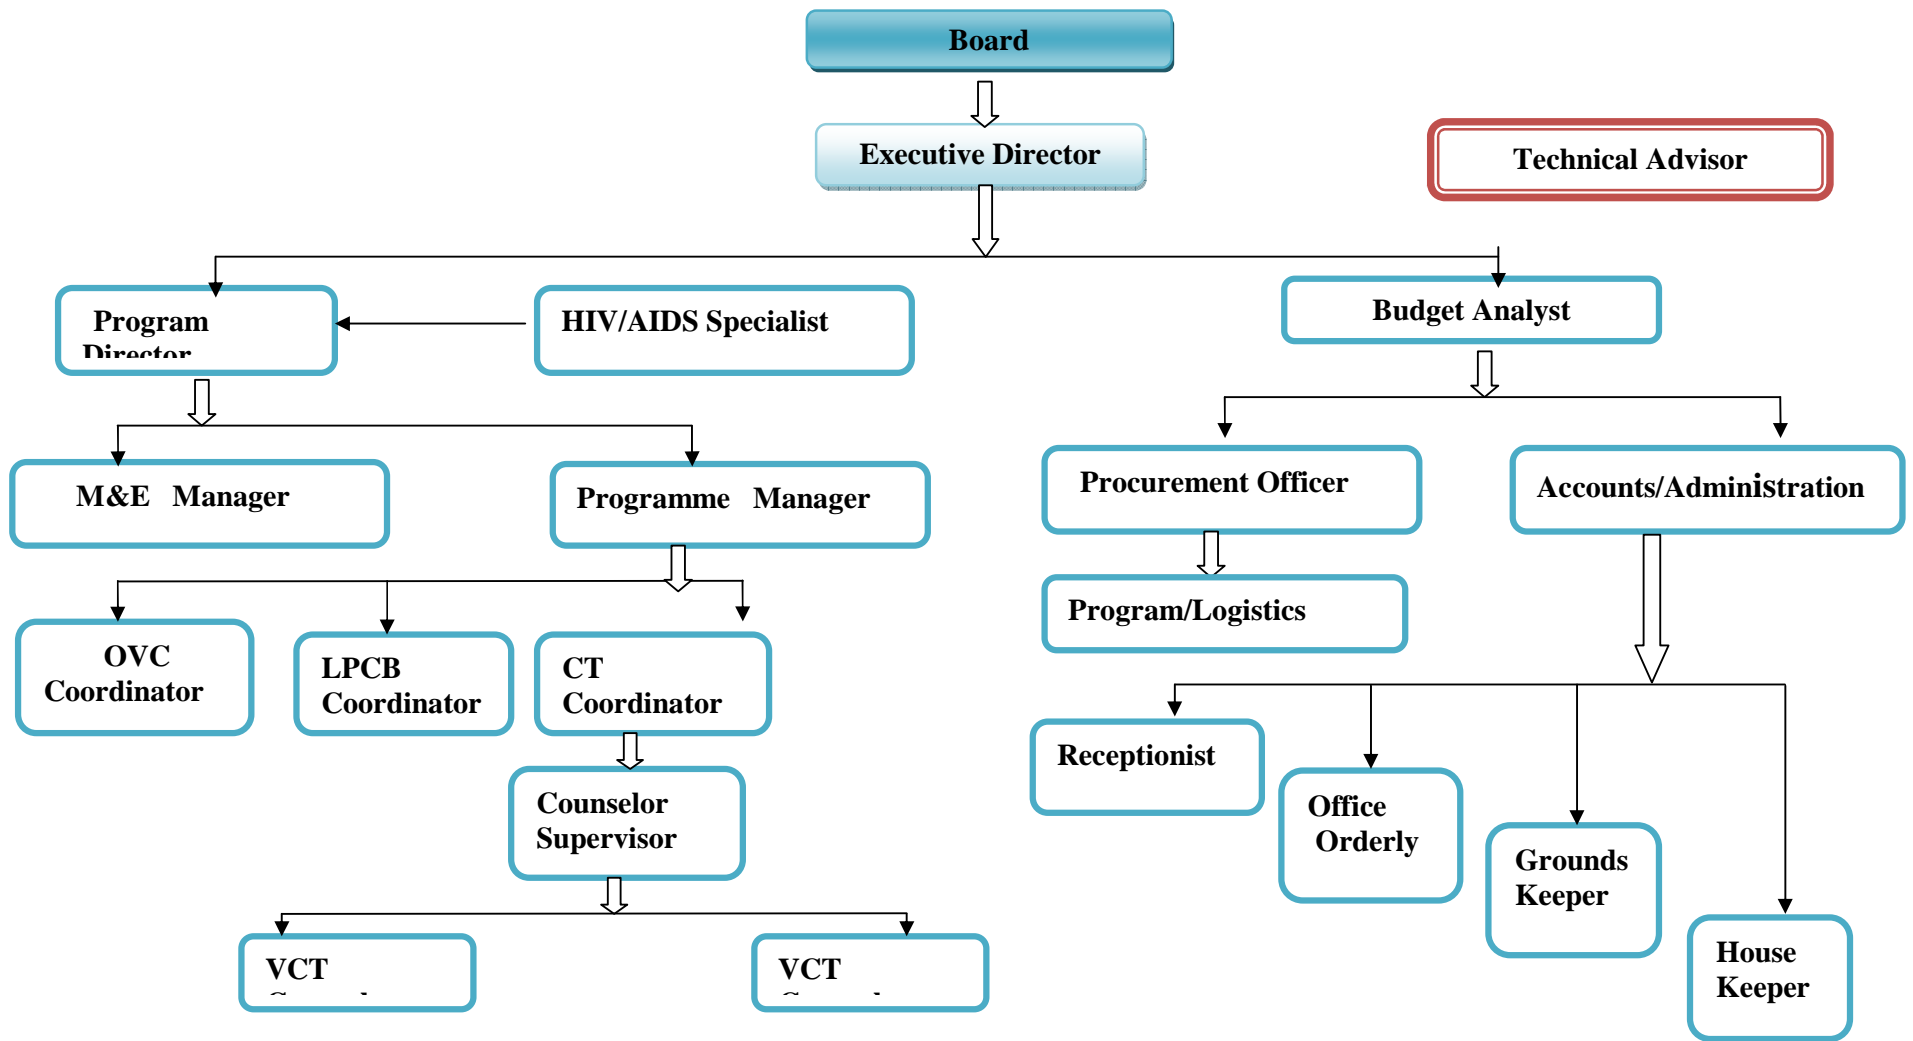 Board
Executive Director
Technical Advisor
Program
Director
HIV/AIDS Specialist
Budget Analyst
M&E Manager
Programme Manager
Procurement Officer
Accounts/Administration
Program/Logistics
OVC
Coordinator
LPCB
Coordinator
CT
Coordinator
Receptionist
Counselor
Supervisor
Office
Orderly
Grounds
Keeper
House
Keeper
VCT
VCT